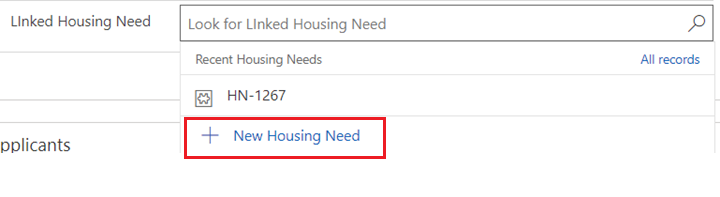 LInked Housing Need
Look for LInked Housing Need
Recent Housing Needs All records
HN-1267
New Housing Need
pplicants